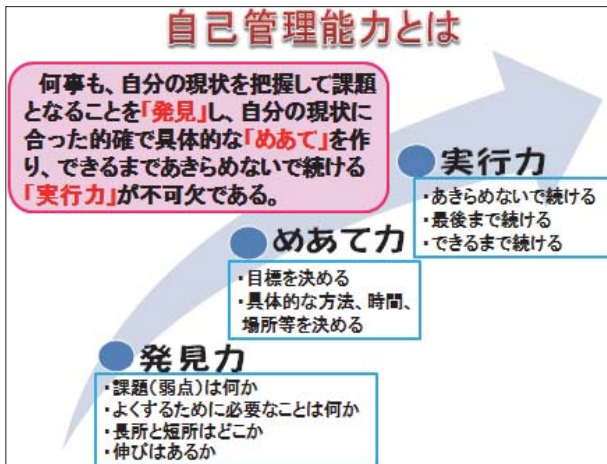 自己管理能力とは
何事も、自分の現状を把握して課題
となることを「発見」し、自分の現状に
合った的確で具体的な「めあて」を作
り、できるまであきらめないで続ける
「実行力」が不可欠である。
実行力
・あきらめないで続ける
・最後まで続ける
・できるまで続ける
めあて力
・目標を決める
・具体的な方法、時間、
場所等を決める
発見力
・課題(弱点)は何か
・よくするために必要なことは何か
・長所と短所はどこか
・伸びはあるか